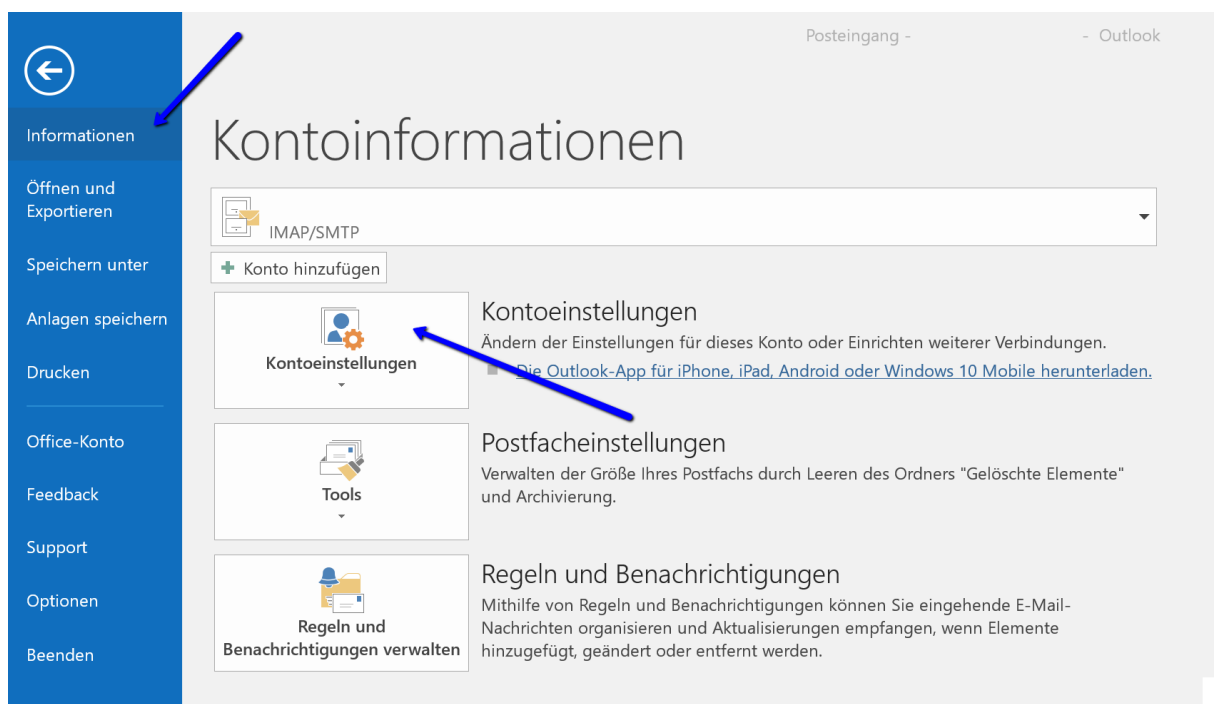 Posteingang -  - Outlook
Informationen
Öffnen und
Exportieren
Speichern unter
Anlagen speichern
Drucken
Office-Konto
Feedback
Support
Optionen
Beenden
Kontoinformationen
IMAP/SMTP
Konto hinzufügen
Kontoeinstellungen
Kontoeinstellungen
Ändern der Einstellungen für dieses Konto oder Einrichten weiterer Verbindungen.
Die Outlook-App für iPhone, iPad, Android oder Windows 10 Mobile herunterladen.
Tools
Postfacheinstellungen
Verwalten der Größe Ihres Postfachs durch Leeren des Ordners "Gelöschte Elemente"
und Archivierung.
Regeln und
Benachrichtigungen verwalten
Regeln und Benachrichtigungen
Mithilfe von Regeln und Benachrichtigungen können Sie eingehende E-Mail-
Nachrichten organisieren und Aktualisierungen empfangen, wenn Elemente
hinzugefügt, geändert oder entfernt werden.